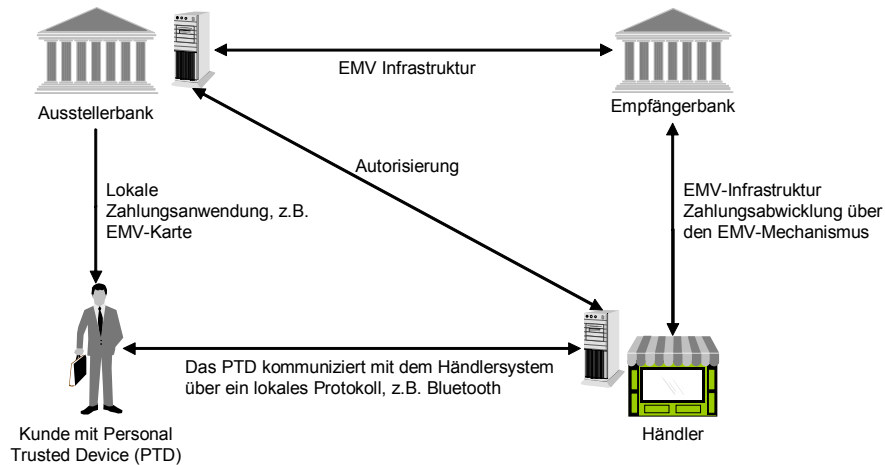 EMV Infrastruktur
Ausstellerbank
Empfängerbank
Autorisierung
Lokale
Zahlungsanwendung, z.B.
EMV-Karte
EMV-Infrastruktur
Zahlungsabwicklung über
den EMV-Mechanismus
Das PTD kommuniziert mit dem Händlersystem
über ein lokales Protokoll, z.B. Bluetooth
Kunde mit Personal
Trusted Device (PTD)
Händler